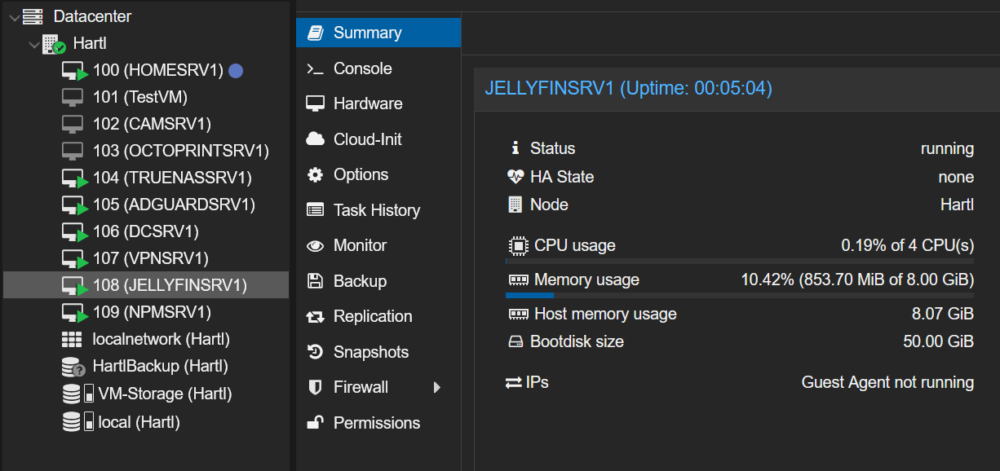 Datacenter
Hartl
100 (HOMESRV1)
101 (TestVM)
102 (CAMSRV1)
103 (OCTOPRINTSRV1)
104 (TRUENASSRV1)
105 (ADGUARDSRV1)
106 (DCSRV1)
107 (VPNSRV1)
108 (JELLYFINSRV1)
109 (NPMSRV1)
localnetwork (Hartl)
HartlBackup (Hartl)
VM-Storage (Hartl)
local (Hartl)
Summary
Console
Hardware
Cloud-Init
Options
Task History
Monitor
Backup
Replication
Snapshots
Firewall
Permissions
JELLYFINSRV1 (Uptime: 00:05:04)
Status running
HA State none
Node Hartl
CPU usage 0.19% of 4 CPU(s)
Memory usage 10.42% (853.70 MiB of 8.00 GiB)
Host memory usage 8.07 GiB
Bootdisk size 50.00 GiB
IPs Guest Agent not running